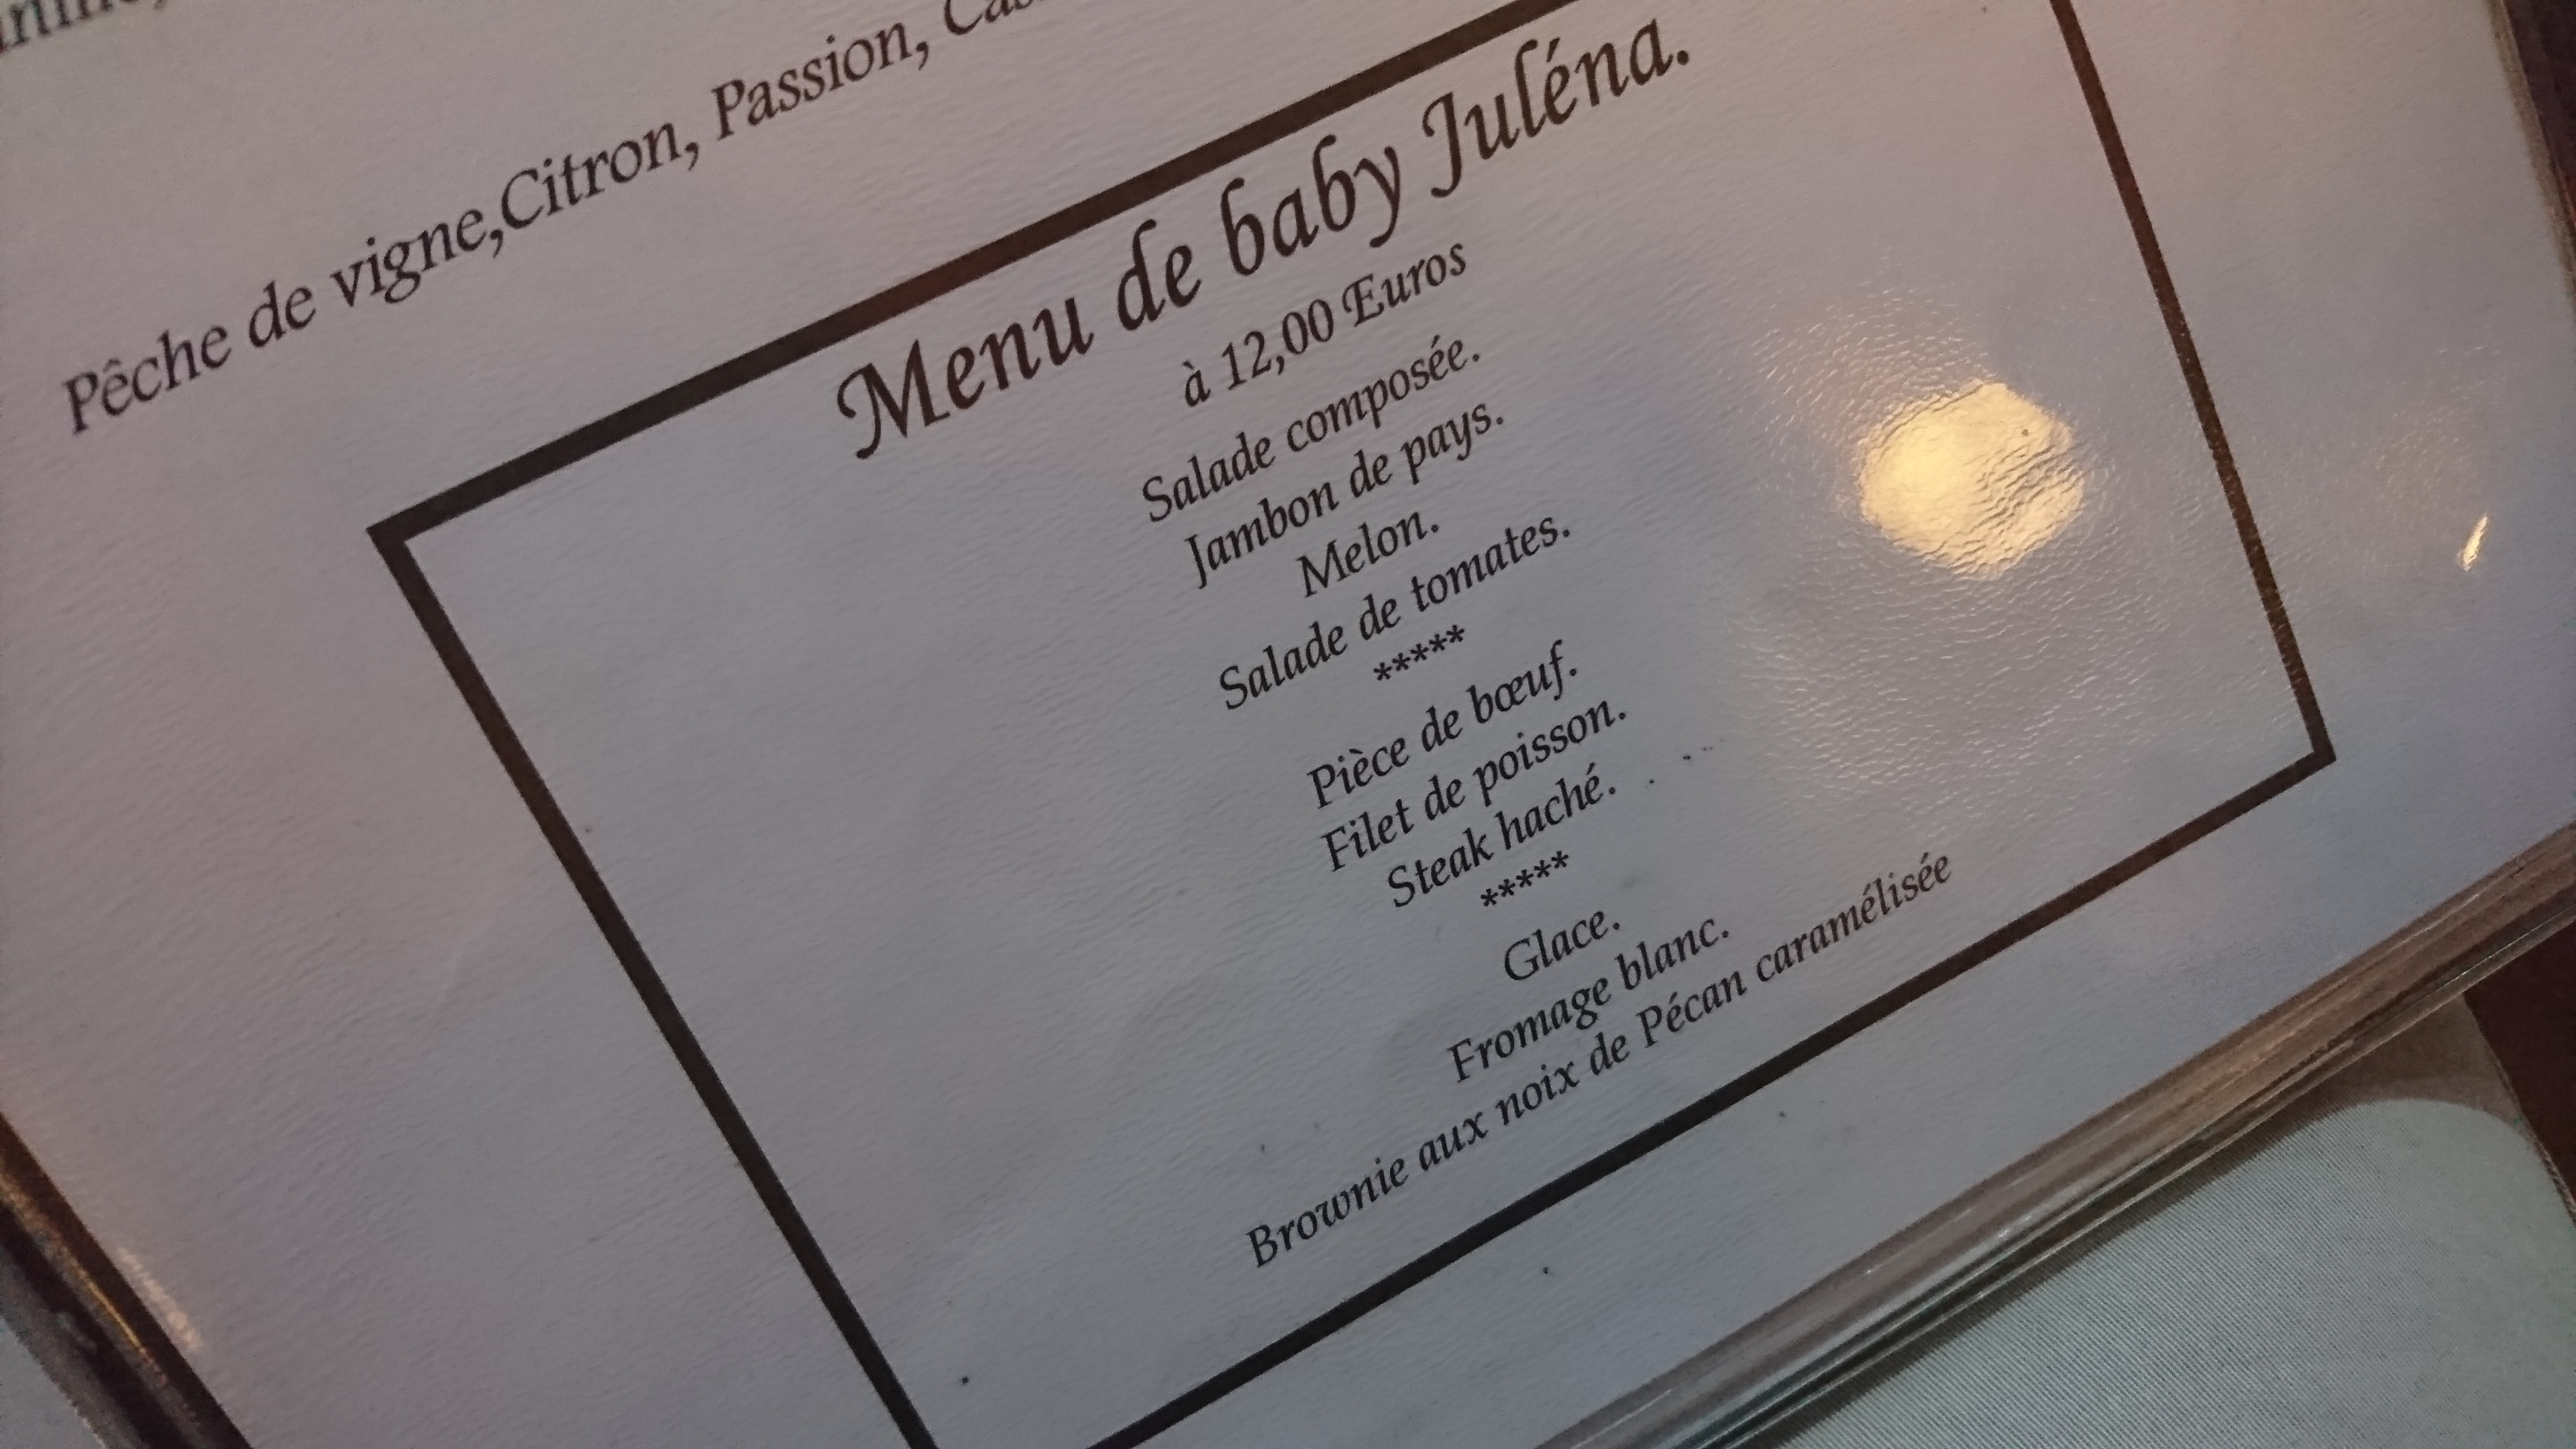 Pêche de vigne,Citron, Passion,
Menu de baby Juléna.
à 12,00 Euros
Salade composée.
Jambon de pays.
Melon.
Salade de tomates.
*****
Pièce de bœuf.
Filet de poisson.
Steak haché.
*****
Glace.
Fromage blanc.
Brownie aux noix de Pécan caramélisée